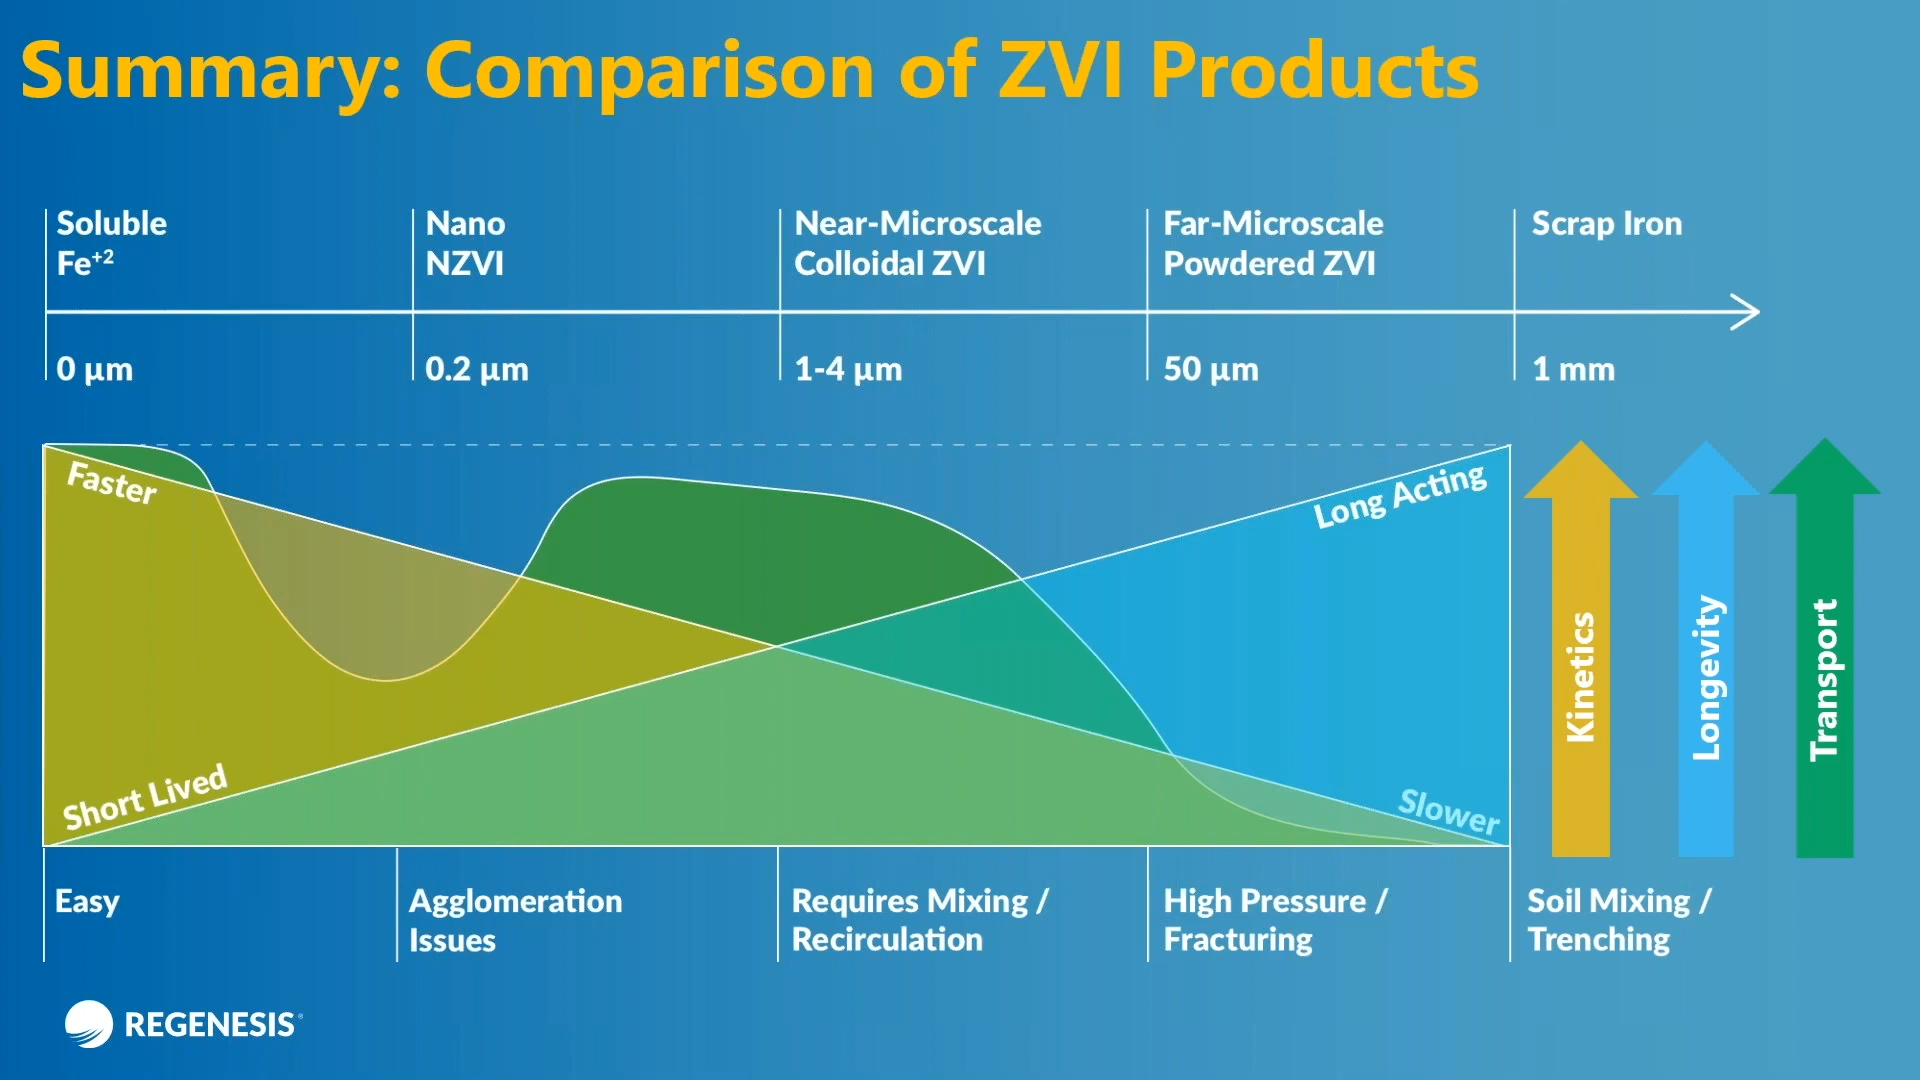 Summary: Comparison of ZVI Products
Soluble
Fe⁺²
Nano
NZVI
Near-Microscale
Colloidal ZVI
Far-Microscale
Powdered ZVI
Scrap Iron
0 µm
0.2 µm
1-4 µm
50 µm
1 mm
Faster
Long Acting
Short Lived
Slower
Kinetics
Longevity
Transport
Easy
Agglomeration
Issues
Requires Mixing /
Recirculation
High Pressure /
Fracturing
Soil Mixing /
Trenching
REGENESIS®